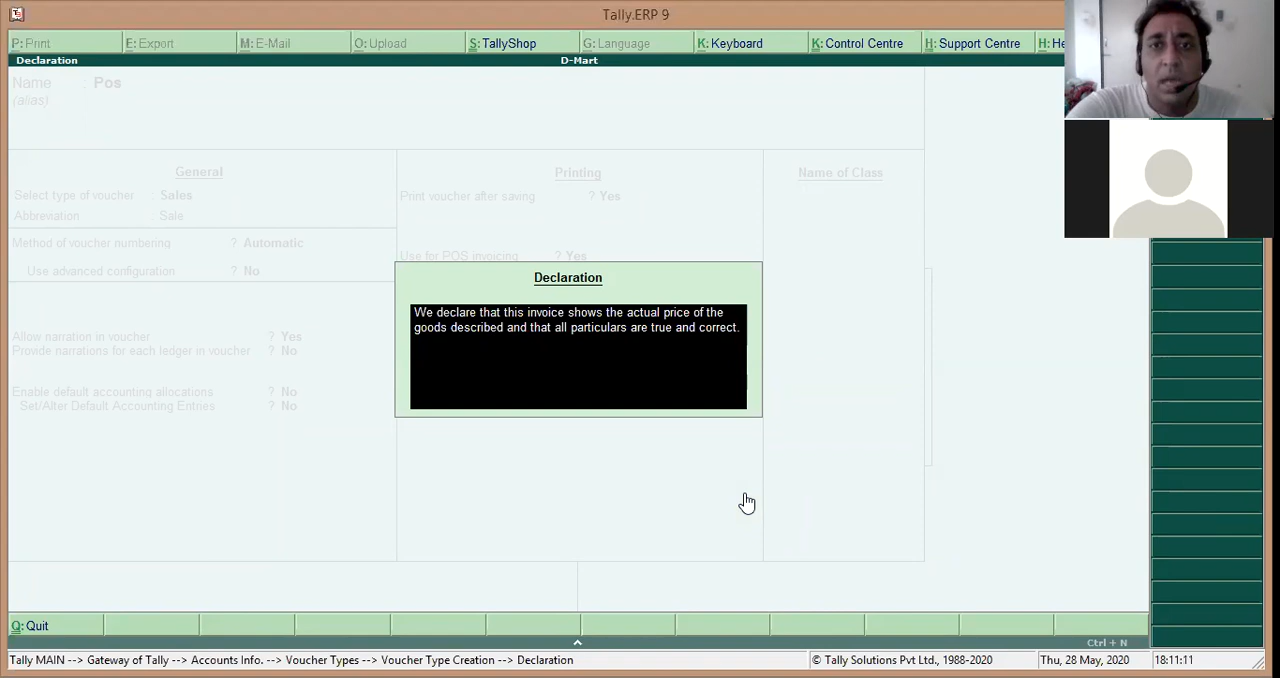 Tally.ERP 9
P: Print E: Export M: E-Mail O: Upload S: TallyShop G: Language K: Keyboard K: Control Centre H: Support Centre H: He
Declaration D-Mart
Name : Pos
(alias)
General Printing Name of Class
Select type of voucher : Sales Print voucher after saving ? Yes
Abbreviation Sale
Method of voucher numbering ? Automatic
Use for POS invoicing ? Yes
Use advanced configuration ? No
Declaration
We declare that this invoice shows the actual price of the
goods described and that all particulars are true and correct.
Allow narration in voucher ? Yes
Provide narrations for each ledger in voucher ? No
Enable default accounting allocations ? No
Set/Alter Default Accounting Entries ? No
Q: Quit
Ctrl + N
Tally MAIN --> Gateway of Tally --> Accounts Info. --> Voucher Types --> Voucher Type Creation --> Declaration © Tally Solutions Pvt Ltd., 1988-2020 Thu, 28 May, 2020 18:11:11